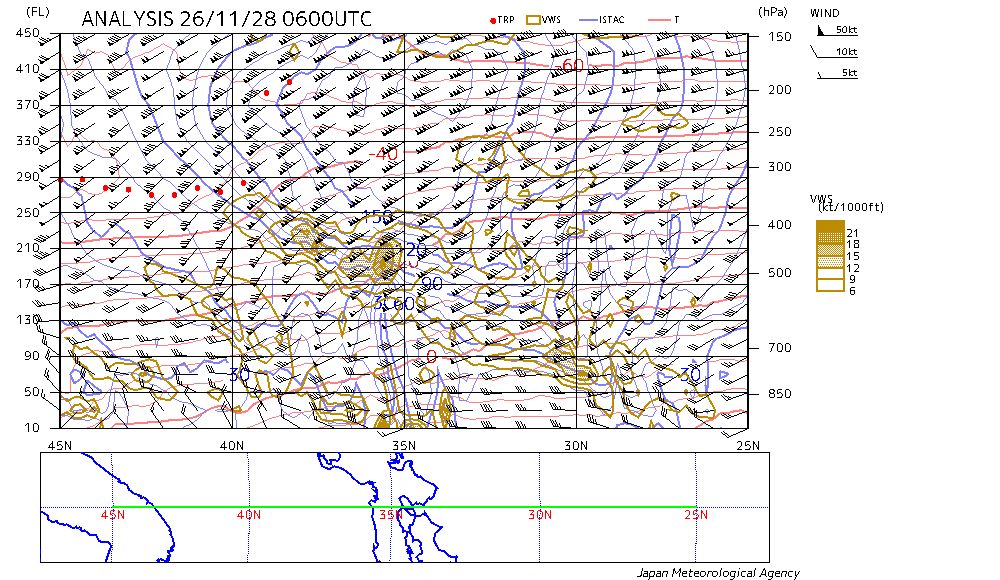 (FL) ANALYSIS 26/11/28 0600UTC TRP VWS ISTAC T (hPa) WIND
450 150 50kt
-60
410 10kt
200 5kt
370
250
330
-40 300
290
VWS
(kt/1000ft)
250 150 400
21
210 120 18
15
500 12
170 90 9
30 60 0 6
130
90 0 700
30 30
50 850
10
45N 40N 35N 30N 25N
45N 40N 35N 30N 25N
Japan Meteorological Agency